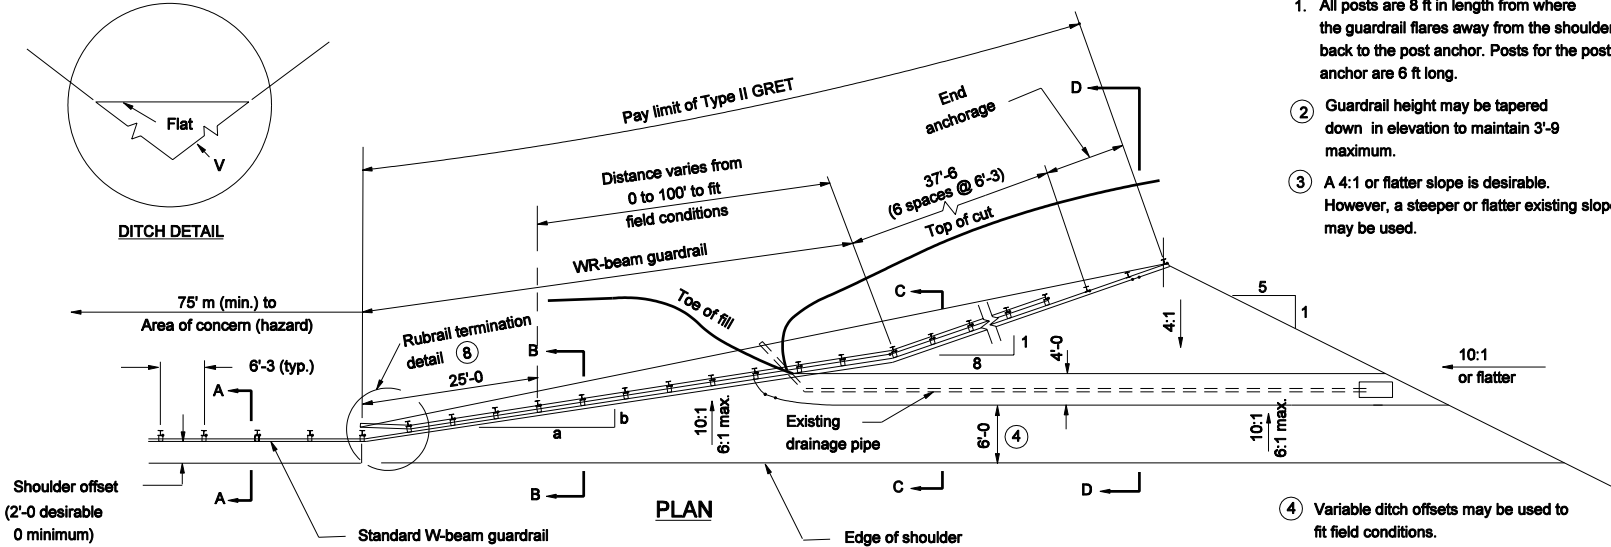 1. All posts are 8 ft in length from where
the guardrail flares away from the shoulder
back to the post anchor. Posts for the post
anchor are 6 ft long.
2 Guardrail height may be tapered
down in elevation to maintain 3'-9
maximum.
3 A 4:1 or flatter slope is desirable.
However, a steeper or flatter existing slope
may be used.
Flat
V
DITCH DETAIL
Pay limit of Type II GRET
End
anchorage
D
Distance varies from
0 to 100' to fit
field conditions
37'-6
(6 spaces @ 6'-3)
Top of cut
WR-beam guardrail
75' m (min.) to
Area of concern (hazard)
Toe of fill
C
5
1
4:1
Rubrail termination
detail 8
B
6'-3 (typ.)
25'-0
A
1
8
4'-0
10:1
or flatter
a
b
10:1
6:1 max.
Existing
drainage pipe
6'-0
4
10:1
6:1 max.
Shoulder offset
(2'-0 desirable
0 minimum)
A
B
C
D
PLAN
Standard W-beam guardrail
Edge of shoulder
4 Variable ditch offsets may be used to
fit field conditions.